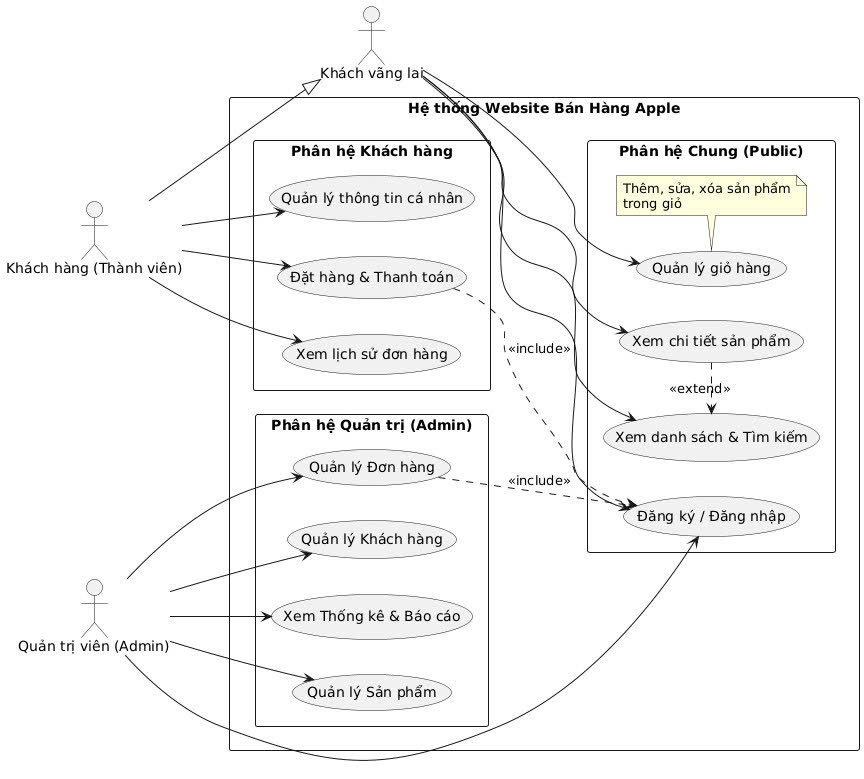 Khách vãng lai
Hệ thống Website Bán Hàng Apple
Phân hệ Khách hàng
Quản lý thông tin cá nhân
Khách hàng (Thành viên)
Đặt hàng & Thanh toán
Xem lịch sử đơn hàng
Phân hệ Chung (Public)
Thêm, sửa, xóa sản phẩm
trong giỏ
Quản lý giỏ hàng
Xem chi tiết sản phẩm
«include»
«extend»
Xem danh sách & Tìm kiếm
Phân hệ Quản trị (Admin)
Quản lý Đơn hàng
«include»
Đăng ký / Đăng nhập
Quản lý Khách hàng
Xem Thống kê & Báo cáo
Quản trị viên (Admin)
Quản lý Sản phẩm